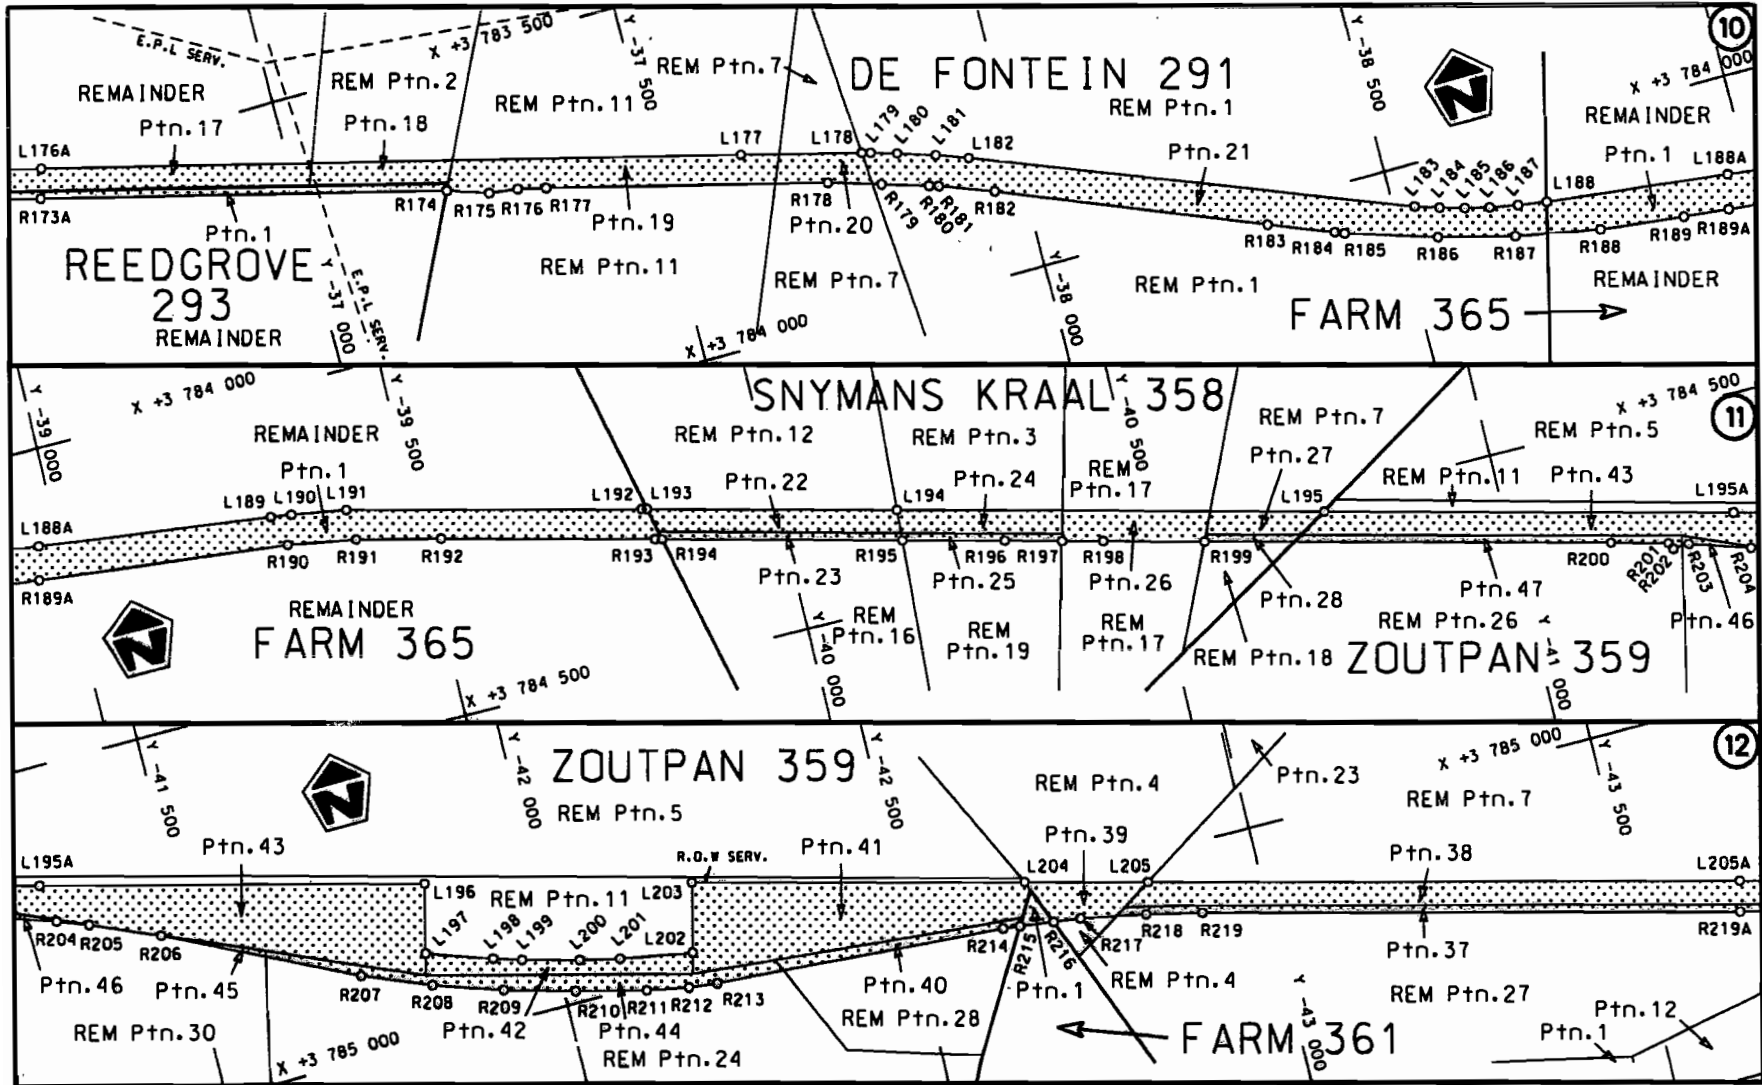 10
E.P.L SERV.
X +3 783 500
Y -37 500
REM Ptn.7
DE FONTEIN 291
Y -38 500
X +3 784 000
REMAINDER
REM Ptn.2
REM Ptn.11
REM Ptn.1
REMAINDER
Ptn.17
Ptn.18
L176A
L177
L178
L179
L180
L181
L182
Ptn.21
L183
L184
L185
L186
L187
L188
Ptn.1
L188A
R173A
Ptn.1
R174
R175
R176
R177
Ptn.19
R178
Ptn.20
R179
R180
R181
R182
R183
R184
R185
R186
R187
R188
R189
R189A
REEDGROVE
293
REMAINDER
Y -37 000
E.P.L SERV.
REM Ptn.11
REM Ptn.7
Y -38 000
REM Ptn.1
REMAINDER
FARM 365
X +3 784 000
11
Y -39 000
X +3 784 000
Y -39 500
SNYMANS KRAAL 358
Y -40 500
X +3 784 500
REMAINDER
REM Ptn.12
REM Ptn.3
REM Ptn.17
REM Ptn.7
REM Ptn.5
Ptn.1
Ptn.22
Ptn.24
Ptn.27
REM Ptn.11
Ptn.43
L188A
L189
L190
L191
L192
L193
L194
L195
L195A
R189A
R190
R191
R192
R193
R194
R195
R196
R197
R198
R199
R200
R201
R202
R203
R204
Ptn.23
Ptn.25
Ptn.26
Ptn.28
Ptn.47
Ptn.46
REMAINDER
FARM 365
X +3 784 500
REM
Ptn.16
Y -40 000
REM
Ptn.19
REM
Ptn.17
REM Ptn.18
REM Ptn.26
Y -41 000
ZOUTPAN 359
12
Y -41 500
Y -42 000
ZOUTPAN 359
Y -42 500
Ptn.23
X +3 785 000
Y -43 500
REM Ptn.5
REM Ptn.4
REM Ptn.7
Ptn.43
R.O.W SERV.
Ptn.41
Ptn.39
Ptn.38
L195A
L196
REM Ptn.11
L203
L204
L205
L205A
L197
L198
L199
L200
L201
L202
R204
R205
R206
R207
R208
R209
R210
R211
R212
R213
R214
R215
R216
R217
R218
R219
R219A
Ptn.46
Ptn.45
Ptn.42
Ptn.44
Ptn.40
Ptn.1
REM Ptn.4
Ptn.37
REM Ptn.30
X +3 785 000
REM Ptn.24
REM Ptn.28
FARM 361
Y -43 000
REM Ptn.27
Ptn.1
Ptn.12